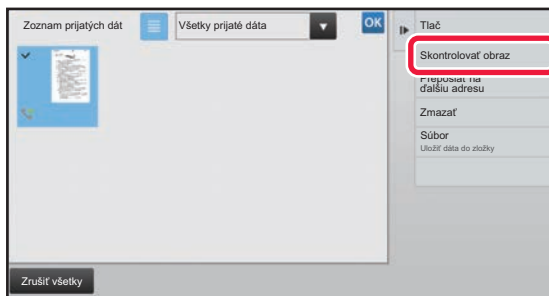 Zoznam prijatých dát
Všetky prijaté dáta
OK
Tlač
Skontrolovať obraz
Preposlať na
ďalšiu adresu
Zmazať
Súbor
Uložiť dáta do zložky
Zrušiť všetky